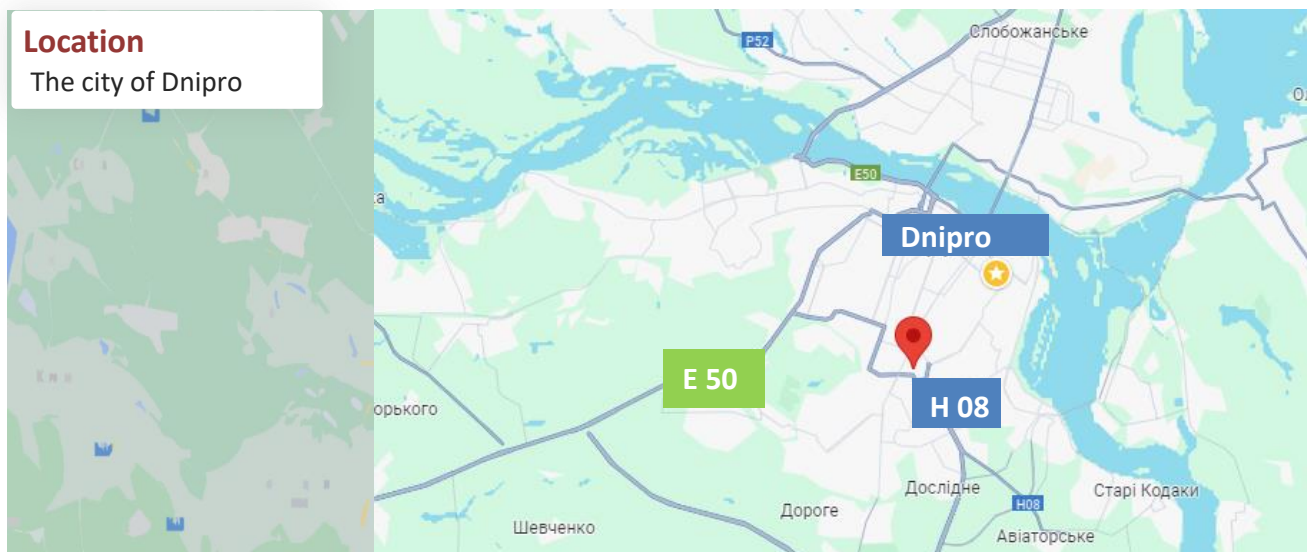 Location
The city of Dnipro
Слобожанське
P52
E50
Dnipro
E 50
H 08
орького
Дослідне
Старі Кодаки
H08
Дороге
Шевченко
Авіаторське